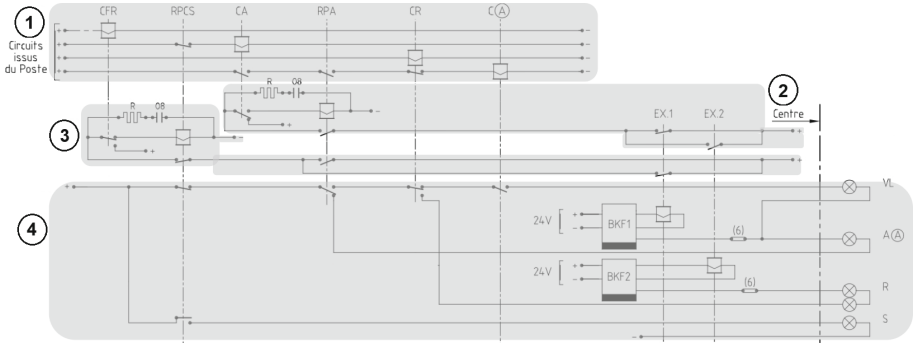 CFR RPCS CA RPA CR CⒶ
1
Circuits
issus
du Poste
+ -
+ -
+ -
+ -
R 08
-
+
2
Centre
EX.1 EX.2
+
R 08
3
-
+
+
4
+
VL
24V + - BKF1
(6)
AⒶ
24V + - BKF2
(6)
R
S
-